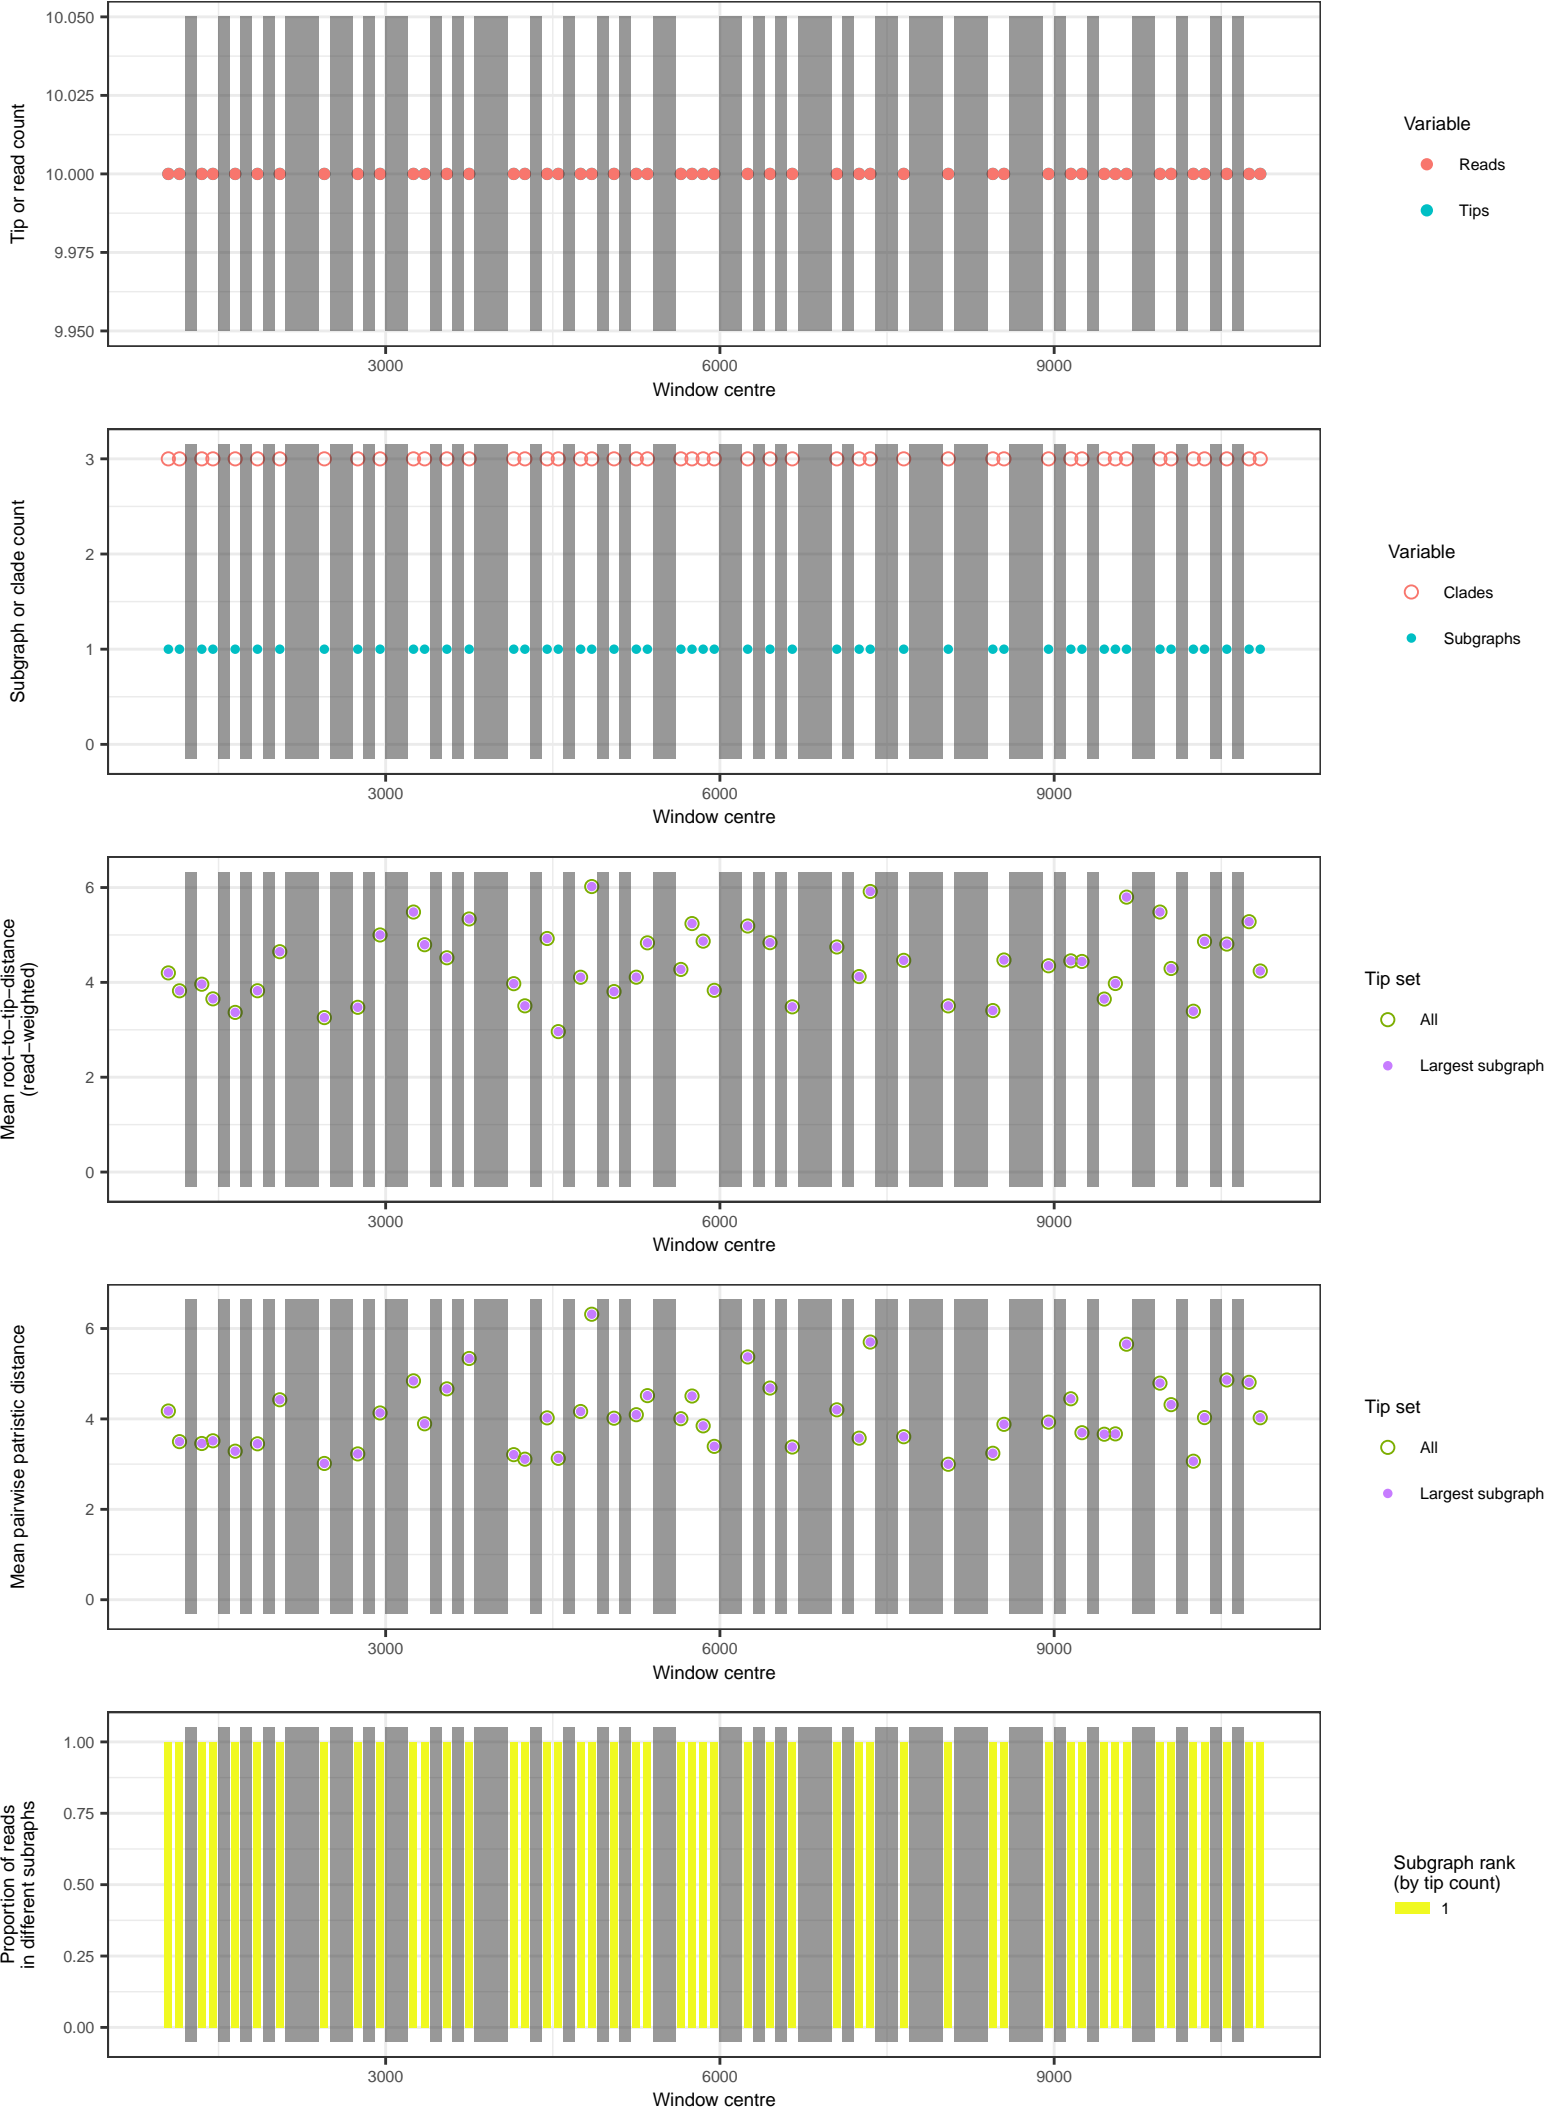 10.050
10.025
10.000
9.975
9.950
Tip or read count
3000
6000
9000
Window centre
Variable
Reads
Tips
3
2
1
0
Subgraph or clade count
3000
6000
9000
Window centre
Variable
Clades
Subgraphs
6
4
2
0
Mean root−to−tip−distance
(read−weighted)
3000
6000
9000
Window centre
Tip set
All
Largest subgraph
6
4
2
0
Mean pairwise patristic distance
3000
6000
9000
Window centre
Tip set
All
Largest subgraph
1.00
0.75
0.50
0.25
0.00
Proportion of reads
in different subraphs
3000
6000
9000
Window centre
Subgraph rank
(by tip count)
1